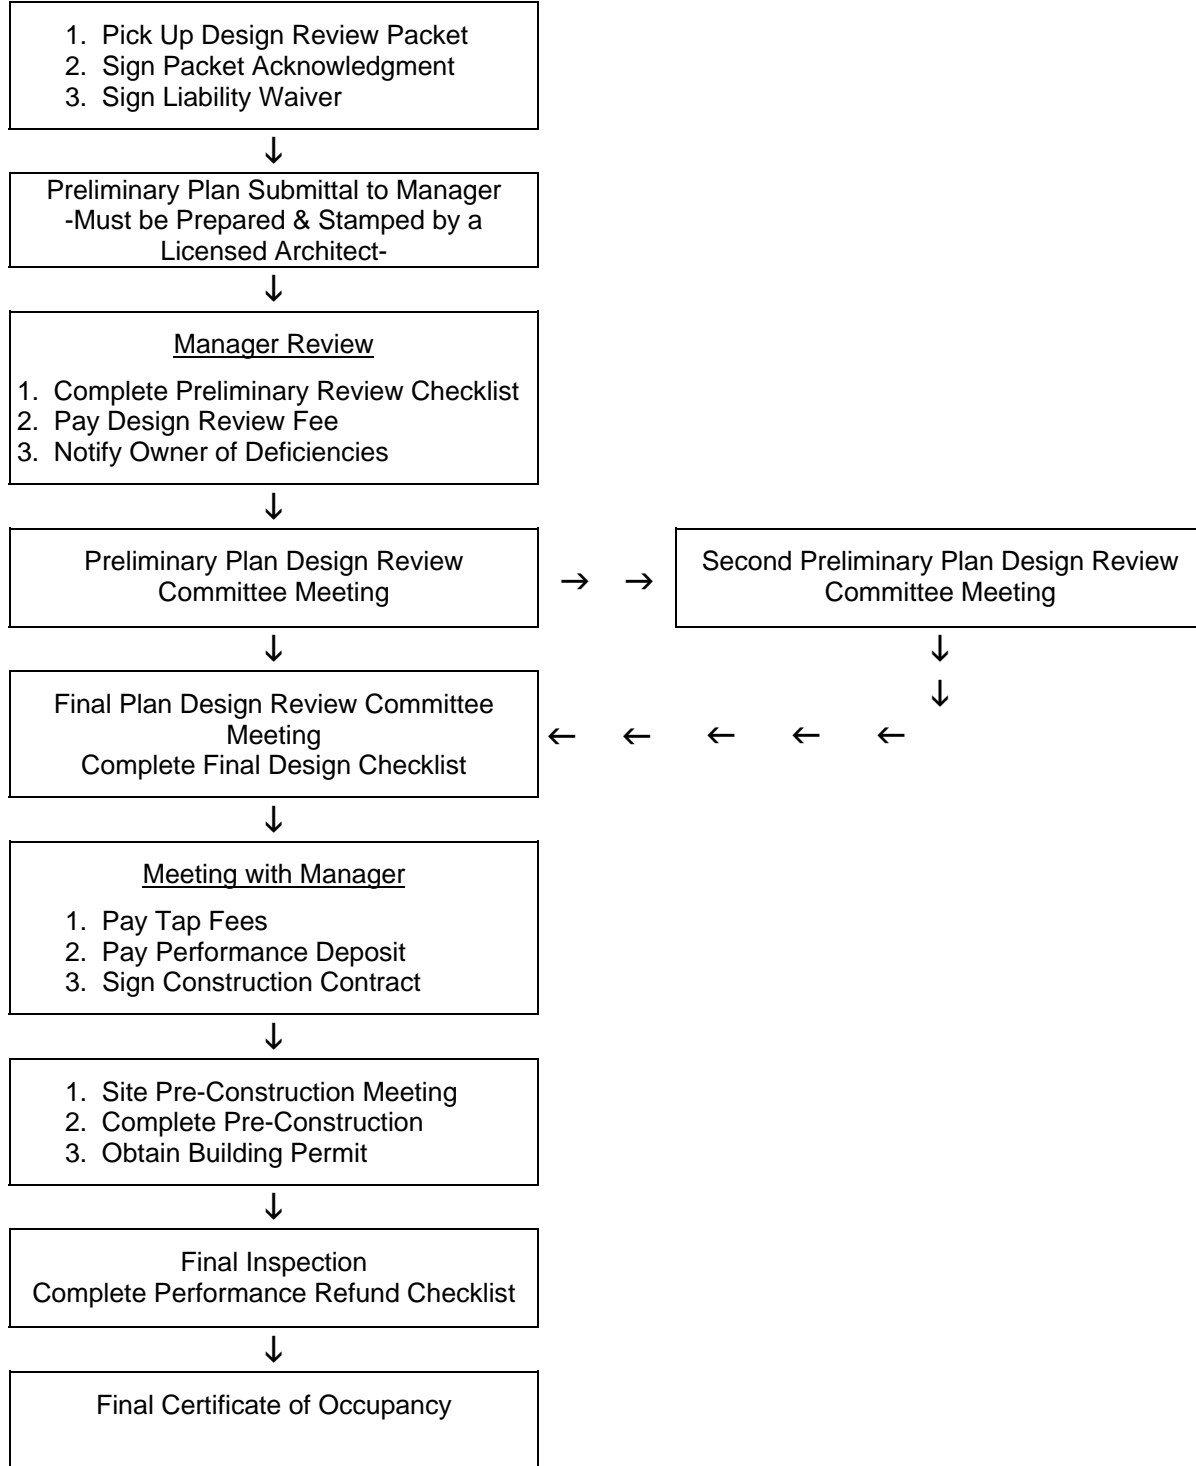 1. Pick Up Design Review Packet
2. Sign Packet Acknowledgment
3. Sign Liability Waiver
↓
Preliminary Plan Submittal to Manager
-Must be Prepared & Stamped by a
Licensed Architect-
↓
Manager Review
1. Complete Preliminary Review Checklist
2. Pay Design Review Fee
3. Notify Owner of Deficiencies
↓
Preliminary Plan Design Review
Committee Meeting
→ →
Second Preliminary Plan Design Review
Committee Meeting
↓
↓
↓
Final Plan Design Review Committee
Meeting
Complete Final Design Checklist
← ← ← ← ←
↓
Meeting with Manager
1. Pay Tap Fees
2. Pay Performance Deposit
3. Sign Construction Contract
↓
1. Site Pre-Construction Meeting
2. Complete Pre-Construction
3. Obtain Building Permit
↓
Final Inspection
Complete Performance Refund Checklist
↓
Final Certificate of Occupancy